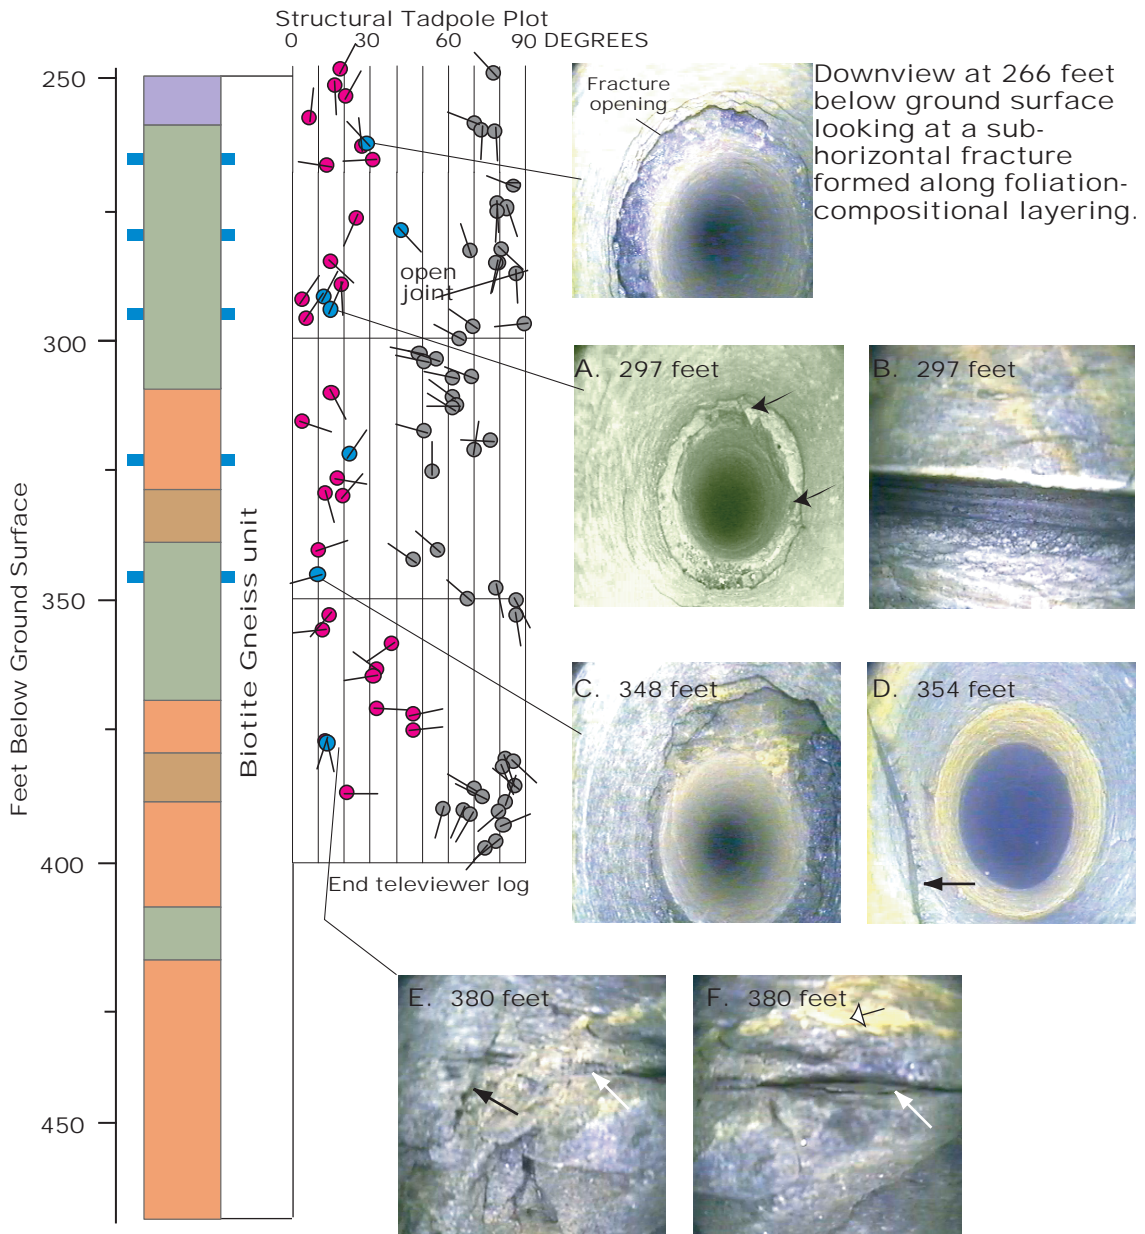 Structural Tadpole Plot
0 30 60 90 DEGREES
250
300
350
400
450
Feet Below Ground Surface
Biotite Gneiss unit
open
joint
End televiewer log
Fracture
opening
Downview at 266 feet
below ground surface
looking at a sub-
horizontal fracture
formed along foliation-
compositional layering.
A. 297 feet
B. 297 feet
C. 348 feet
D. 354 feet
E. 380 feet
F. 380 feet